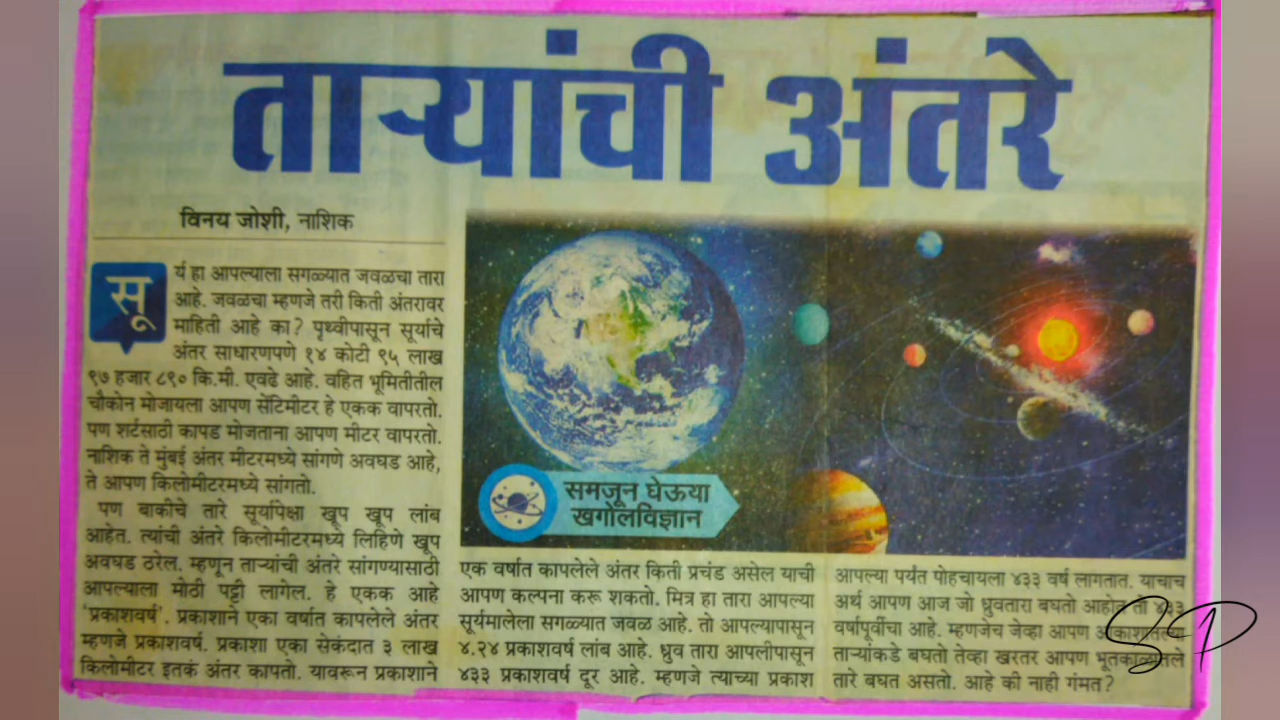 ताऱ्यांची अंतरे
विनय जोशी, नाशिक
सूर्य हा आपल्याला सगळ्यात जवळचा तारा
आहे. जवळचा म्हणजे तरी किती अंतरावर
माहिती आहे का? पृथ्वीपासून सूर्याचे
अंतर साधारणपणे १४ कोटी ९५ लाख
९७ हजार ८९० कि.मी. एवढे आहे. वहित भूमितीतील
चौकोन मोजायला आपण सेंटिमीटर हे एकक वापरतो.
पण शर्टसाठी कापड मोजताना आपण मीटर वापरतो.
नाशिक ते मुंबई अंतर मीटरमध्ये सांगणे अवघड आहे,
ते आपण किलोमीटरमध्ये सांगतो.
पण बाकीचे तारे सूर्यापेक्षा खूप खूप लांब
आहेत. त्यांची अंतरे किलोमीटरमध्ये लिहिणे खूप
अवघड ठरेल. म्हणून ताऱ्यांची अंतरे सांगण्यासाठी
आपल्याला मोठी पट्टी लागेल. हे एकक आहे
‘प्रकाशवर्ष’. प्रकाशाने एका वर्षात कापलेले अंतर
म्हणजे प्रकाशवर्ष. प्रकाशा एका सेकंदात ३ लाख
किलोमीटर इतकं अंतर कापतो. यावरून प्रकाशाने
समजून घेऊया
खगोलविज्ञान
एक वर्षात कापलेले अंतर किती प्रचंड असेल याची
आपण कल्पना करू शकतो. मित्र हा तारा आपल्या
सूर्यमालेला सगळ्यात जवळ आहे. तो आपल्यापासून
४.२४ प्रकाशवर्ष लांब आहे. ध्रुव तारा आपलीपासून
४३३ प्रकाशवर्ष दूर आहे. म्हणजे त्याच्या प्रकाश
आपल्या पर्यंत पोहचायला ४३३ वर्ष लागतात. याचाच
अर्थ आपण आज जो ध्रुवतारा बघतो आहोत तो ४३३
वर्षापूर्वीचा आहे. म्हणजेच जेव्हा आपण आकाशातल्या
ताऱ्यांकडे बघतो तेव्हा खरतर आपण भूतकाळातले
तारे बघत असतो. आहे की नाही गंमत?
SP